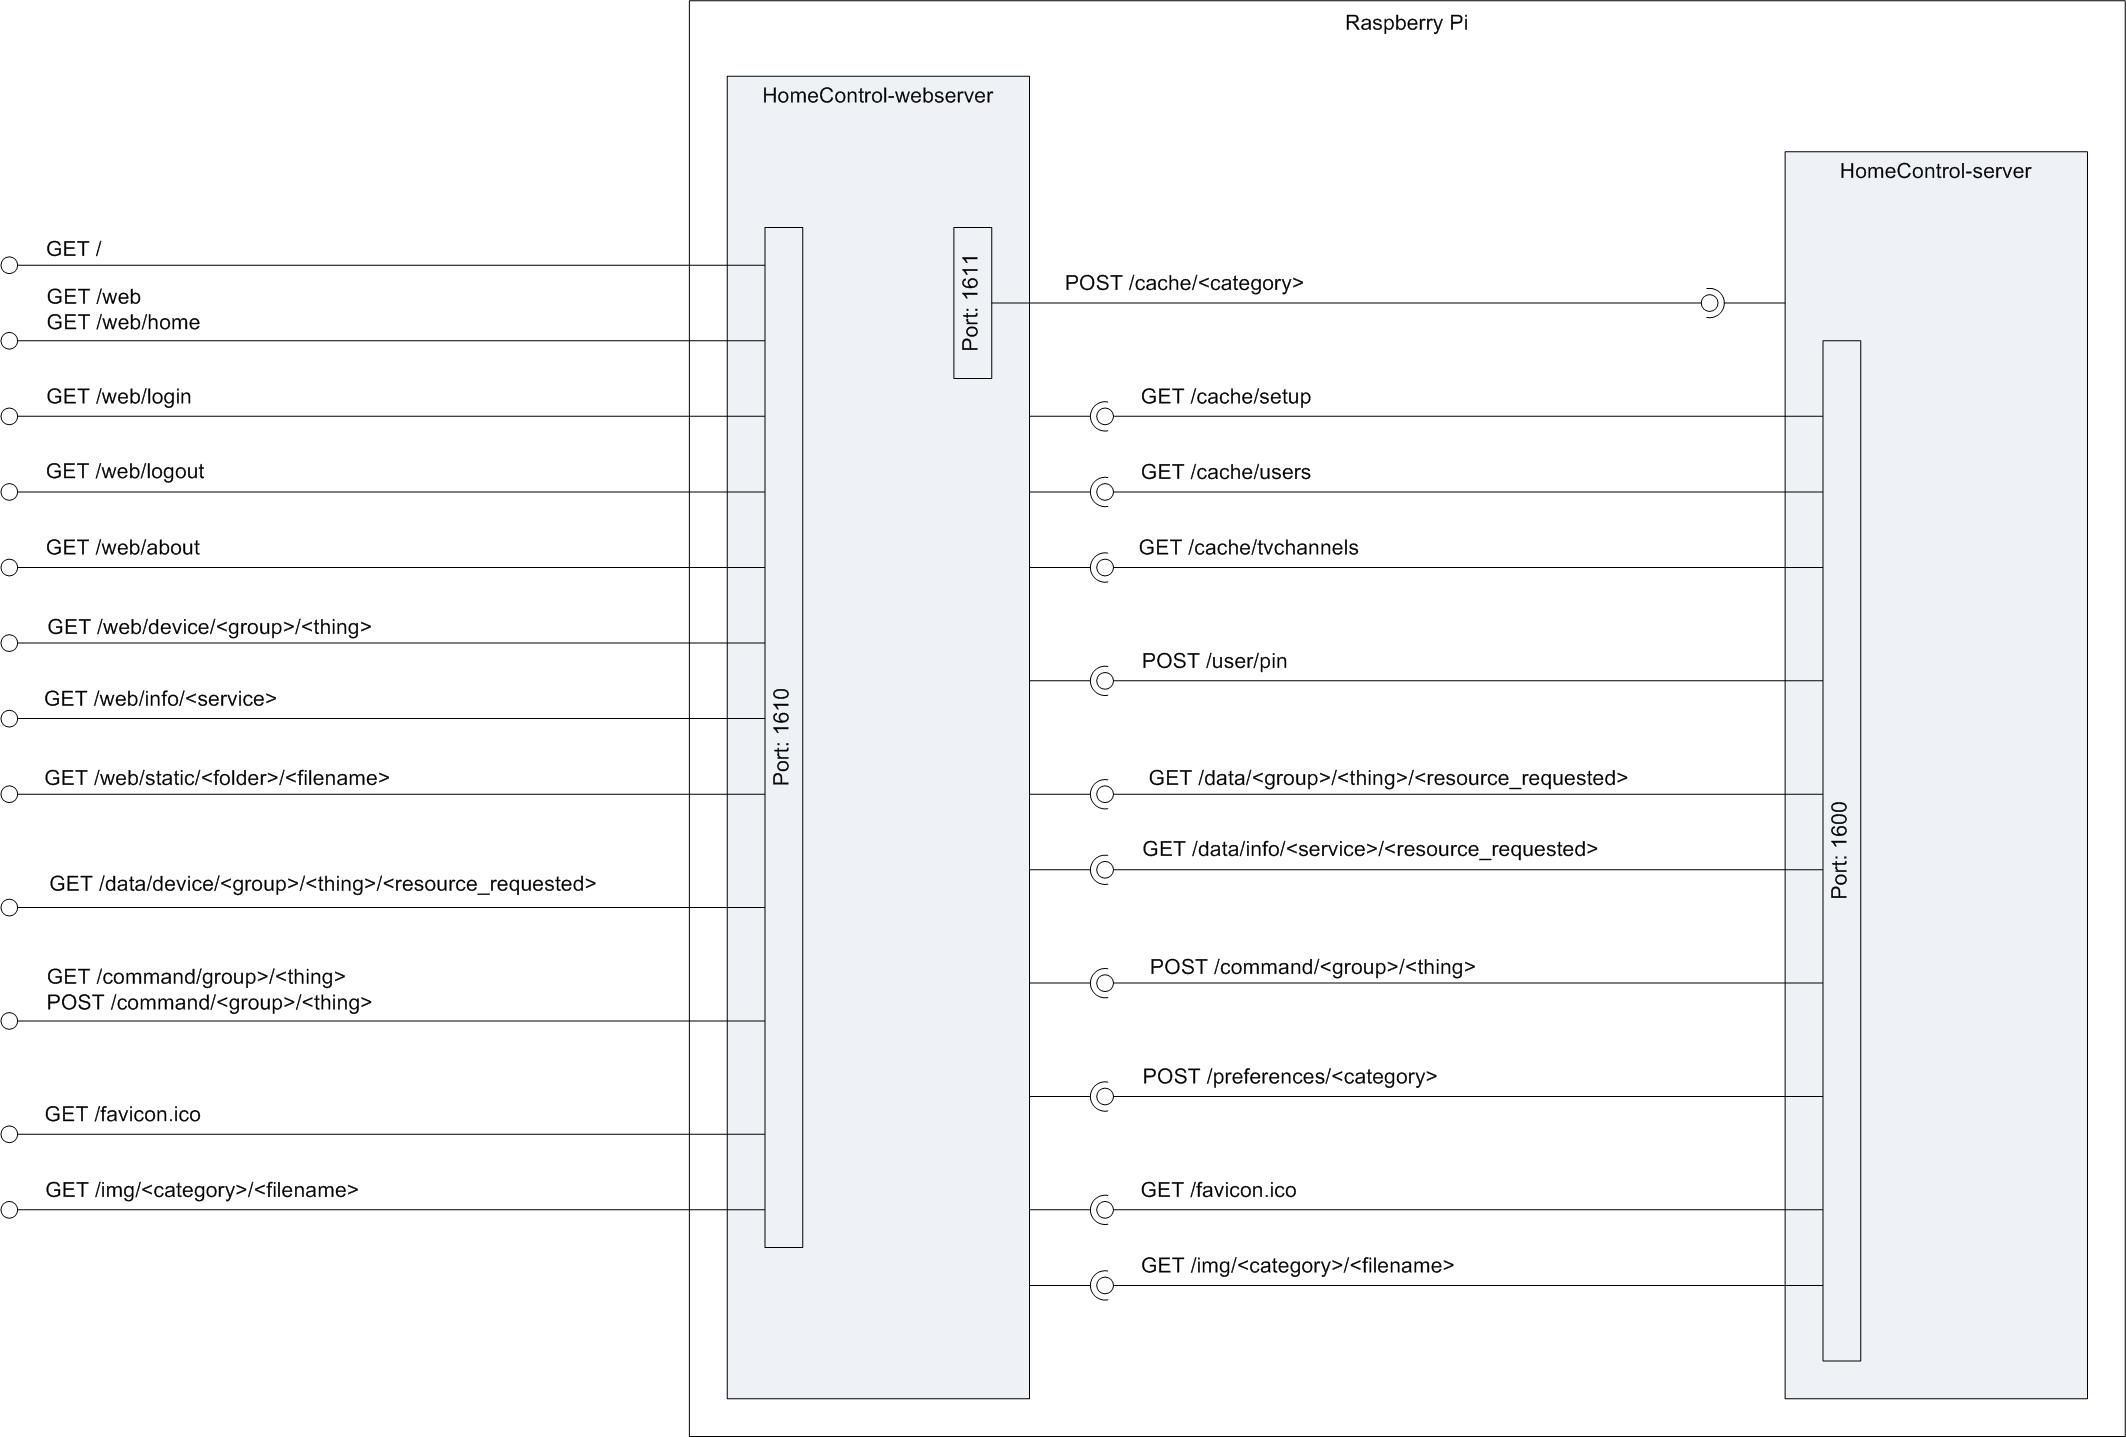 Raspberry Pi
HomeControl-webserver
HomeControl-server
GET /
GET /web
GET /web/home
GET /web/login
GET /web/logout
GET /web/about
GET /web/device/<group>/<thing>
GET /web/info/<service>
GET /web/static/<folder>/<filename>
GET /data/device/<group>/<thing>/<resource_requested>
GET /command/group>/<thing>
POST /command/<group>/<thing>
GET /favicon.ico
GET /img/<category>/<filename>
Port: 1610
Port: 1611
POST /cache/<category>
GET /cache/setup
GET /cache/users
GET /cache/tvchannels
POST /user/pin
GET /data/<group>/<thing>/<resource_requested>
GET /data/info/<service>/<resource_requested>
POST /command/<group>/<thing>
POST /preferences/<category>
GET /favicon.ico
GET /img/<category>/<filename>
Port: 1600